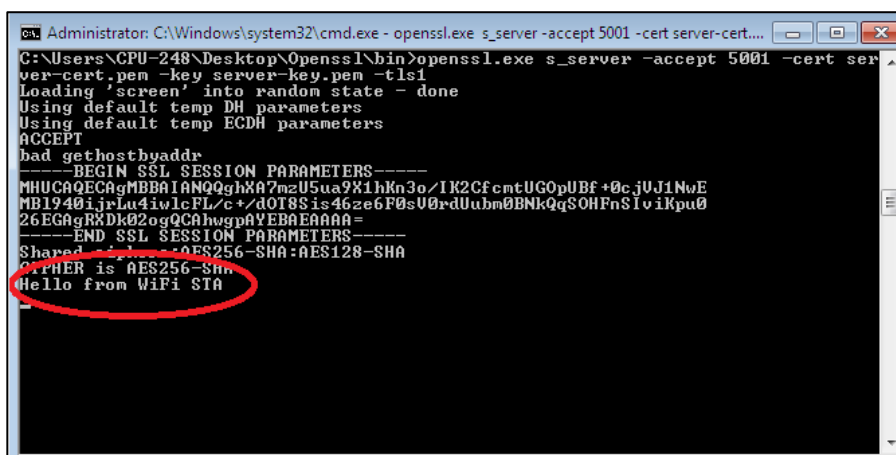 Administrator: C:\Windows\system32\cmd.exe - openssl.exe s_server -accept 5001 -cert server-cert....
C:\Users\CPU-248\Desktop\Openssl\bin>openssl.exe s_server -accept 5001 -cert ser
ver-cert.pem -key server-key.pem -tls1
Loading 'screen' into random state - done
Using default temp DH parameters
Using default temp ECDH parameters
ACCEPT
bad gethostbyaddr
-----BEGIN SSL SESSION PARAMETERS-----
MHUCAQECAgMBBAIANQQghXA7mzU5ua9X1hKn3o/IK2CfcmtUGOpUBf+0cjVJ1NwE
MB1940ijrLu4iwlcFL/c+/dOT8Sis46ze6F0sV0rdUubm0BNkQqSOHFnSIviKpu0
26EGAgRXDk02ogQCAhwgpAYEBAEAAAA=
-----END SSL SESSION PARAMETERS-----
Shared ciphers:AES256-SHA:AES128-SHA
CIPHER is AES256-SHA
Hello from WiFi STA